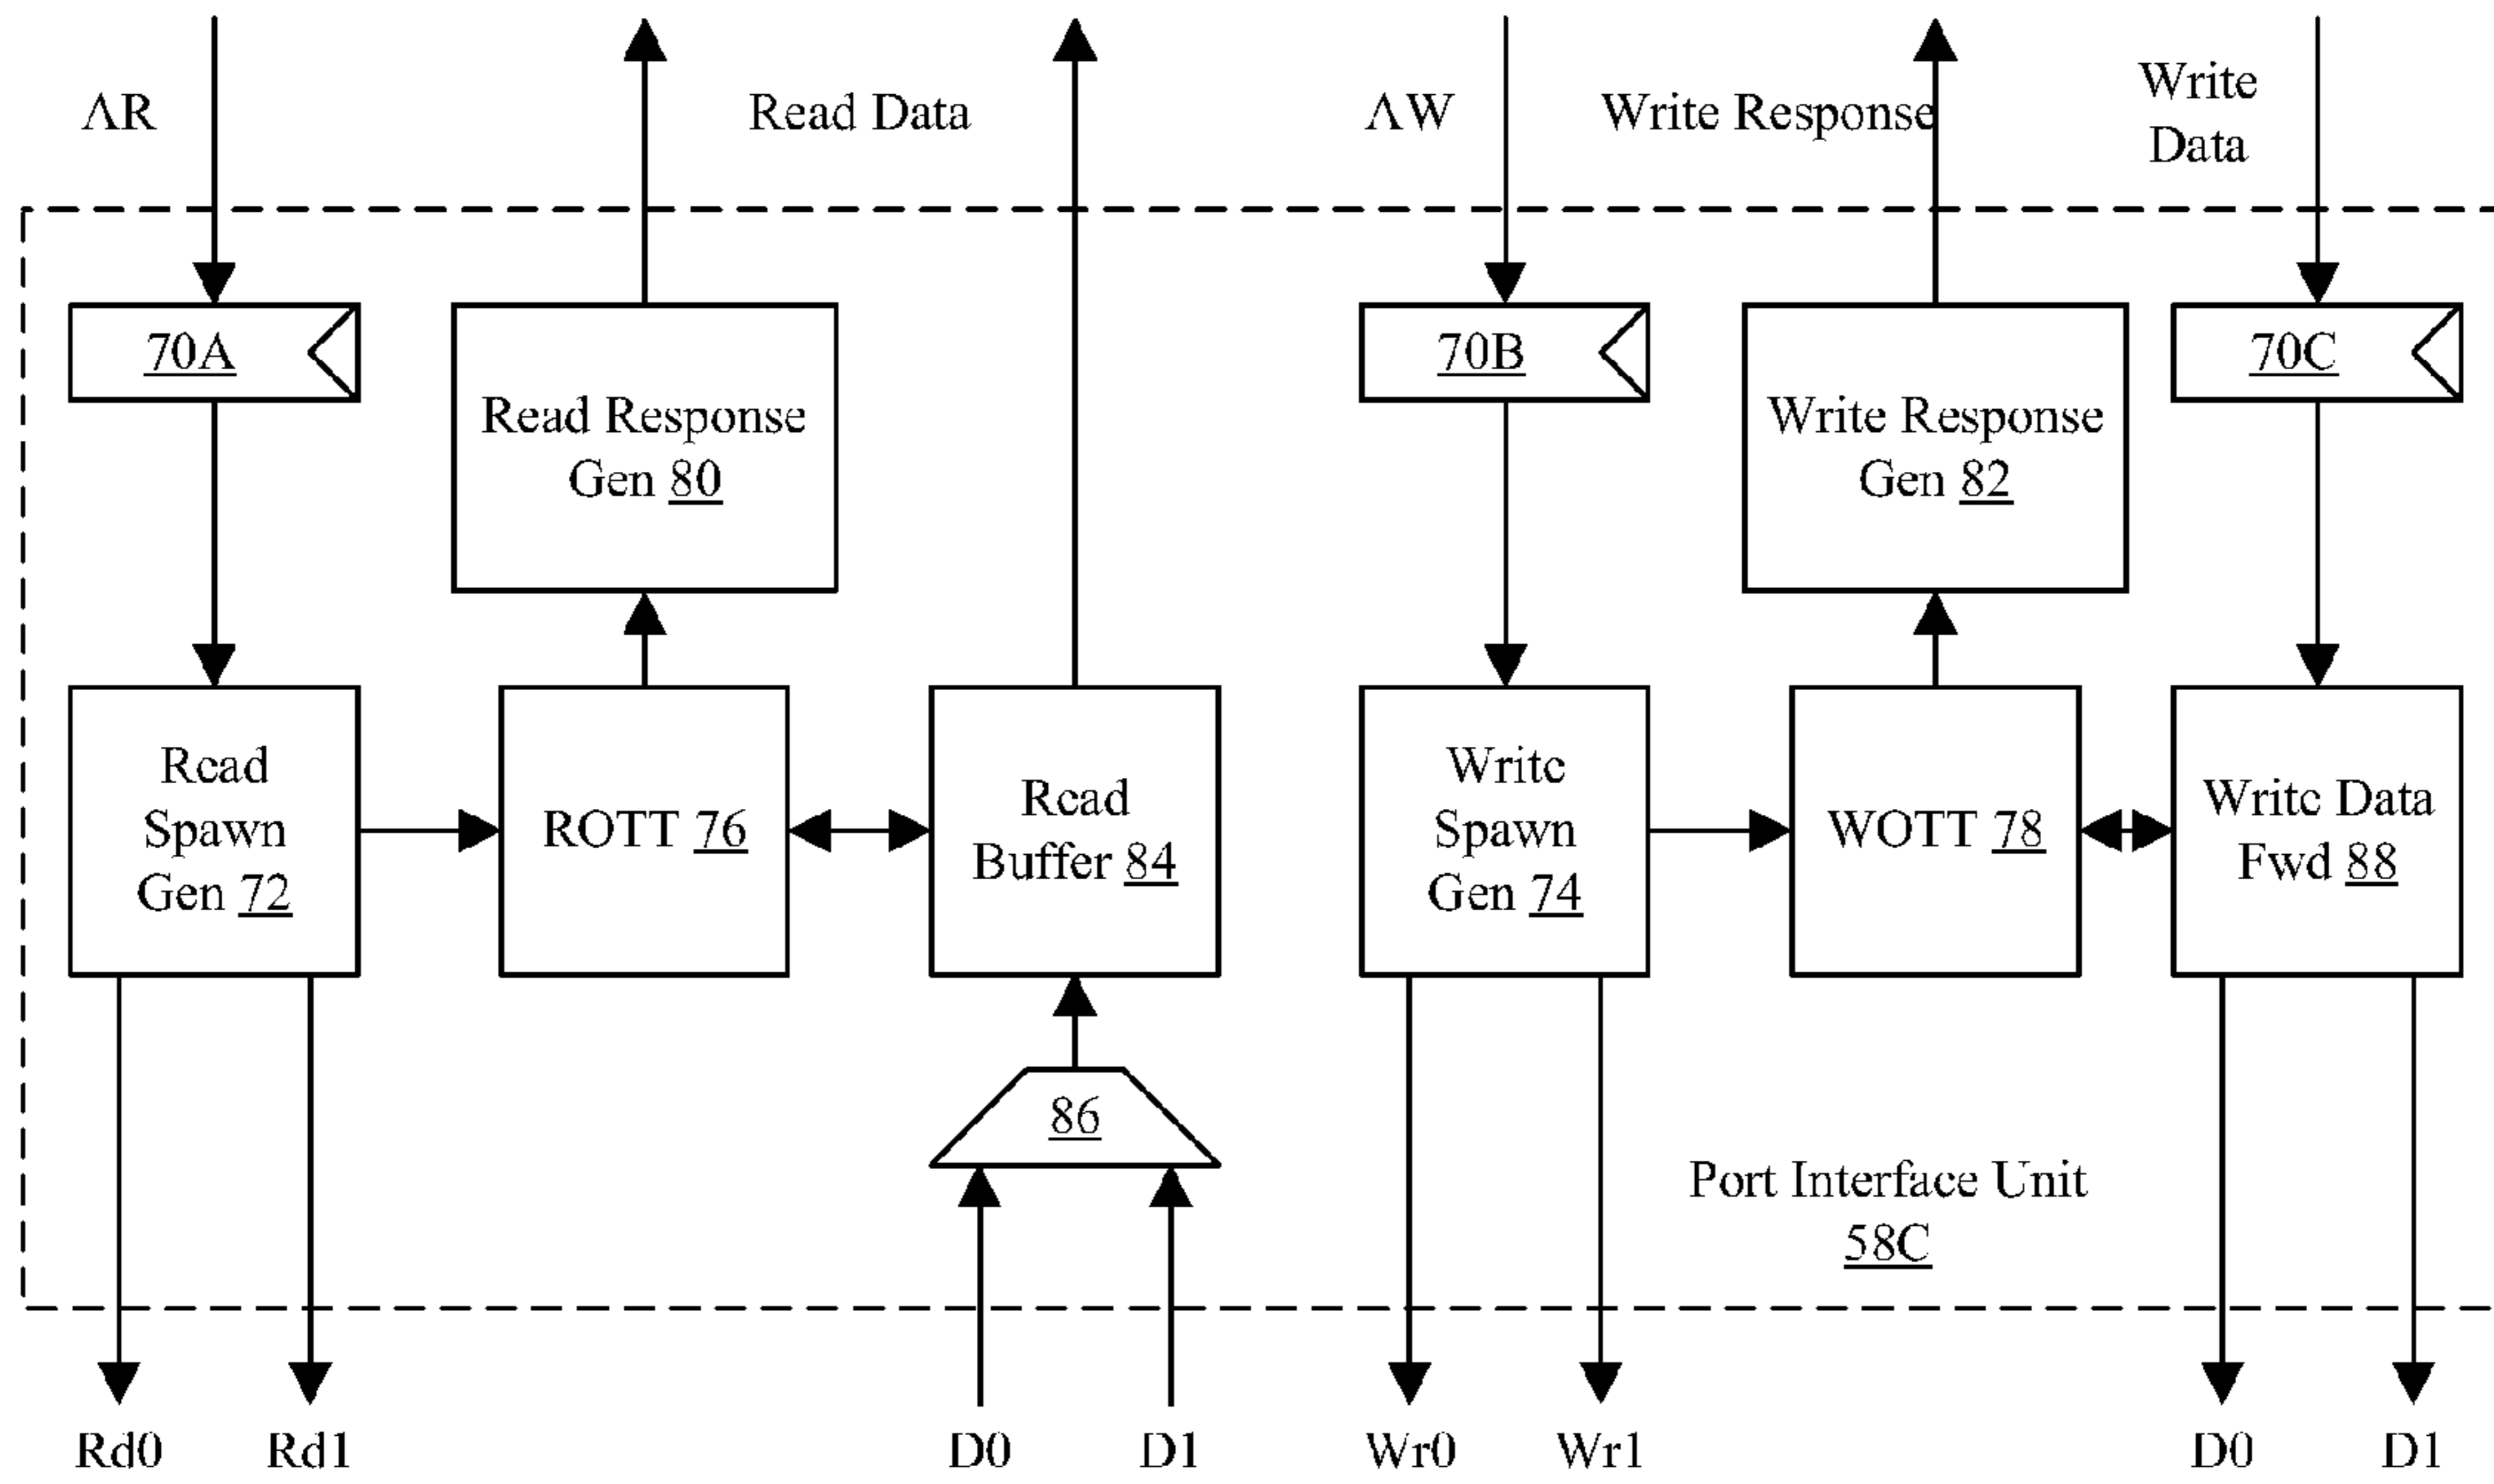 AR
Read Data
AW
Write Response
Write
Data
70A
70B
70C
Read Response
Gen 80
Write Response
Gen 82
Read
Spawn
Gen 72
ROTT 76
Read
Buffer 84
Write
Spawn
Gen 74
WOTT 78
Write Data
Fwd 88
86
Port Interface Unit
58C
Rd0
Rd1
D0
D1
Wr0
Wr1
D0
D1